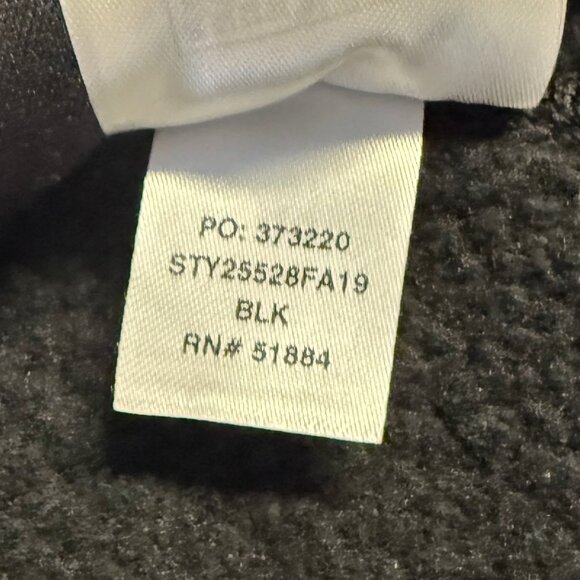 PO: 373220
STY25528FA19
BLK
RN# 51884